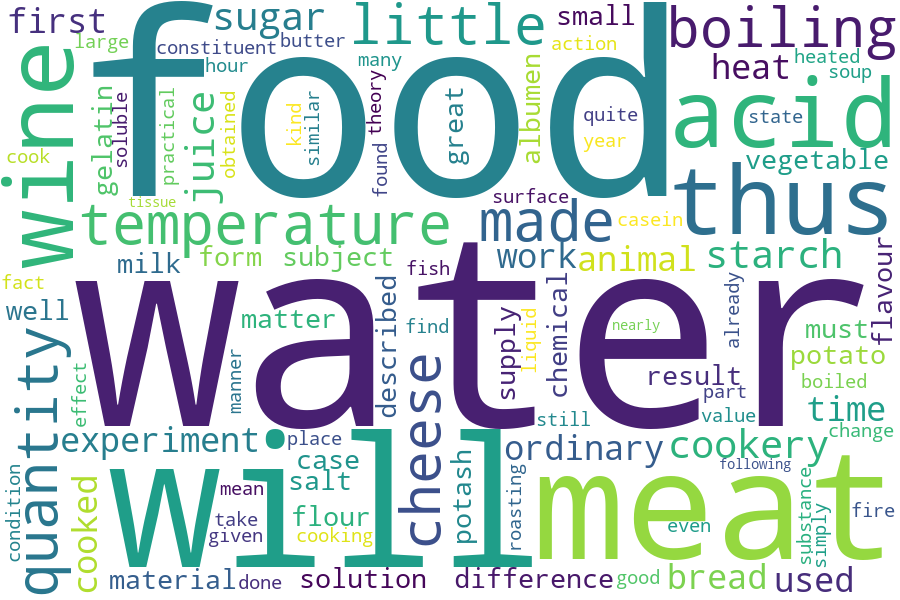 first
sugar
little
boiling
small
large
constituent
butter
action
heated
many
hour
heat
soup
food
wine
gelatin
soluble
practical
juice
obtained
kind
similar
theory
found
great
albumen
quite
year
acid
state
vegetable
cook
tissue
surface
thus
temperature
made
casein
form
subject
work
animal
starch
flavour
milk
fish
fact
well
matter
described
find
supply
liquid
chemical
nearly
already
must
potato
water
quantity
effect
manner
result
boiled
part
value
time
still
change
experiment
place
cheese
ordinary
cookery
case
following
will
meat
condition
cooked
mean
salt
potash
roasting
substance
simply
take
flour
even
fire
given
cooking
material
done
solution
difference
good
bread
used